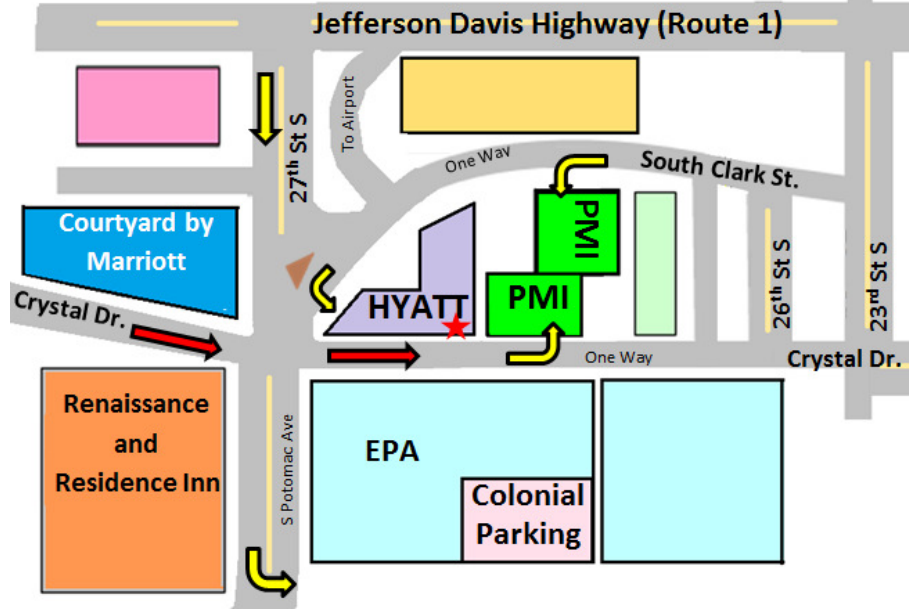 Jefferson Davis Highway (Route 1)
To Airport
27th St S
One Way
South Clark St.
Courtyard by
Marriott
PMI
26th St S
23rd St S
HYATT
PMI
Crystal Dr.
One Way
Crystal Dr.
Renaissance
and
Residence Inn
S Potomac Ave
EPA
Colonial
Parking